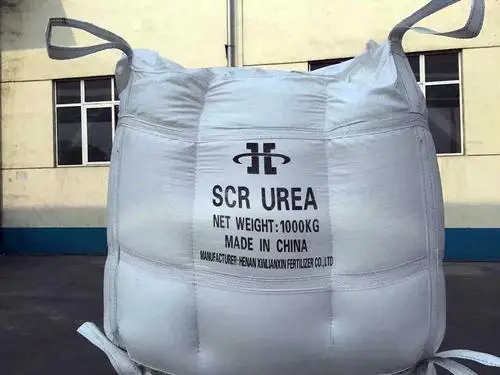 SCR UREA
NET WEIGHT:1000KG
MADE IN CHINA
MANUFACTURER:HENAN XINLIANXIN FERTILIZER CO.,LTD